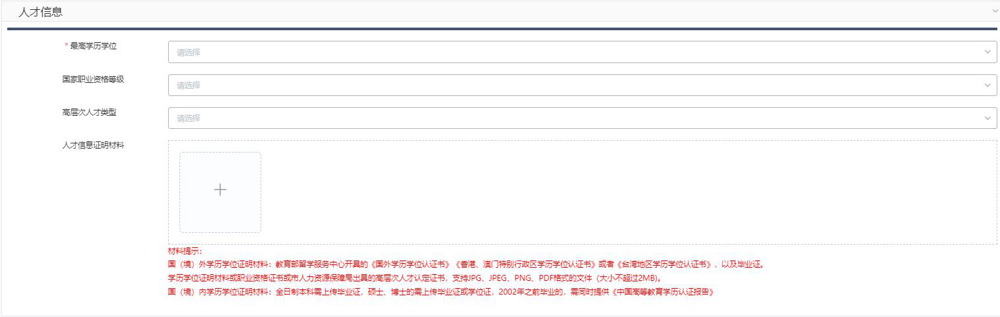 人才信息
* 最高学历学位
请选择
国家职业资格等级
请选择
高层次人才类型
请选择
人才信息证明材料
材料提示：
国（境）外学历学位证明材料：教育部留学服务中心开具的《国外学历学位认证书》《香港、澳门特别行政区学历学位认证书》或者《台湾地区学历学位认证书》，以及毕业证。
学历学位证明材料或职业资格证书或市人力资源保障局出具的高层次人才认定证书，支持JPG、JPEG、PNG、PDF格式的文件（大小不超过2MB)。
国（境）内学历学位证明材料：全日制本科需上传毕业证，硕士、博士的需上传毕业证或学位证，2002年之前毕业的，需同时提供《中国高等教育学历认证报告》